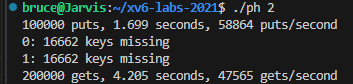 bruce@Jarvis:~/xv6-labs-2021$ ./ph 2
100000 puts, 1.699 seconds, 58864 puts/second
0: 16662 keys missing
1: 16662 keys missing
200000 gets, 4.205 seconds, 47565 gets/second